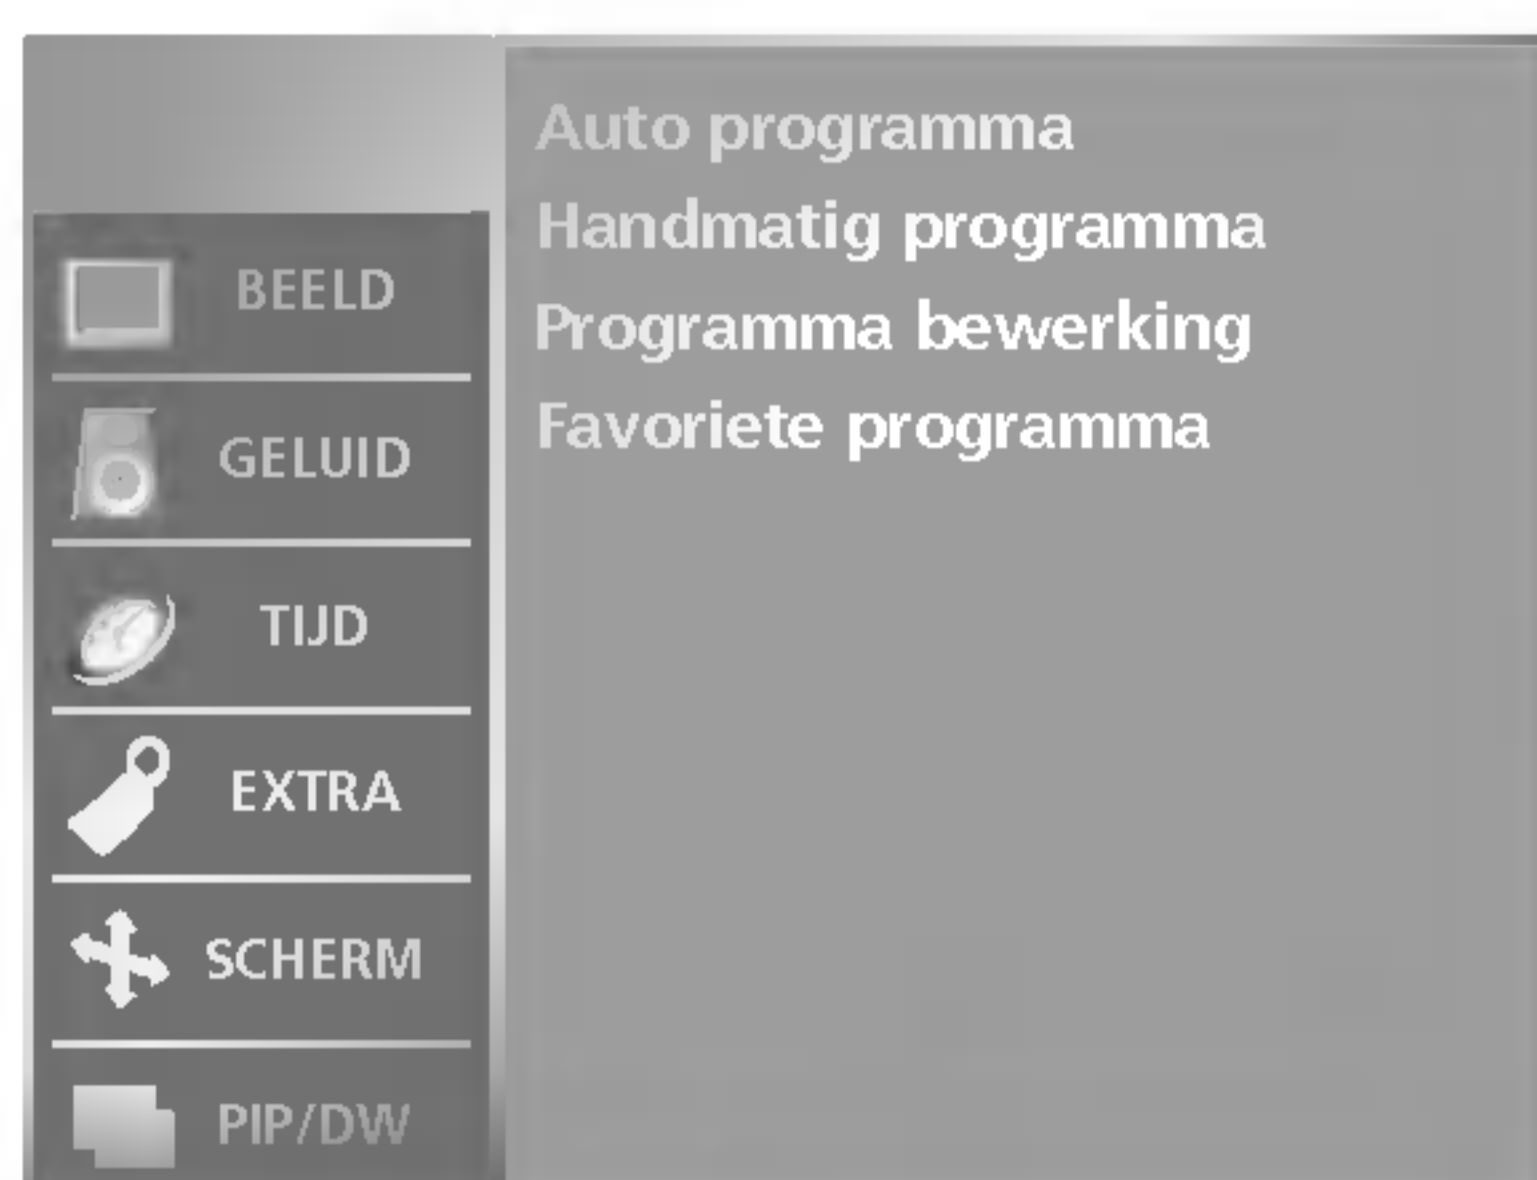 Auto programma
Handmatig programma
Programma bewerking
Favoriete programma
BEELD
GELUID
TIJD
EXTRA
SCHERM
PIP/DW